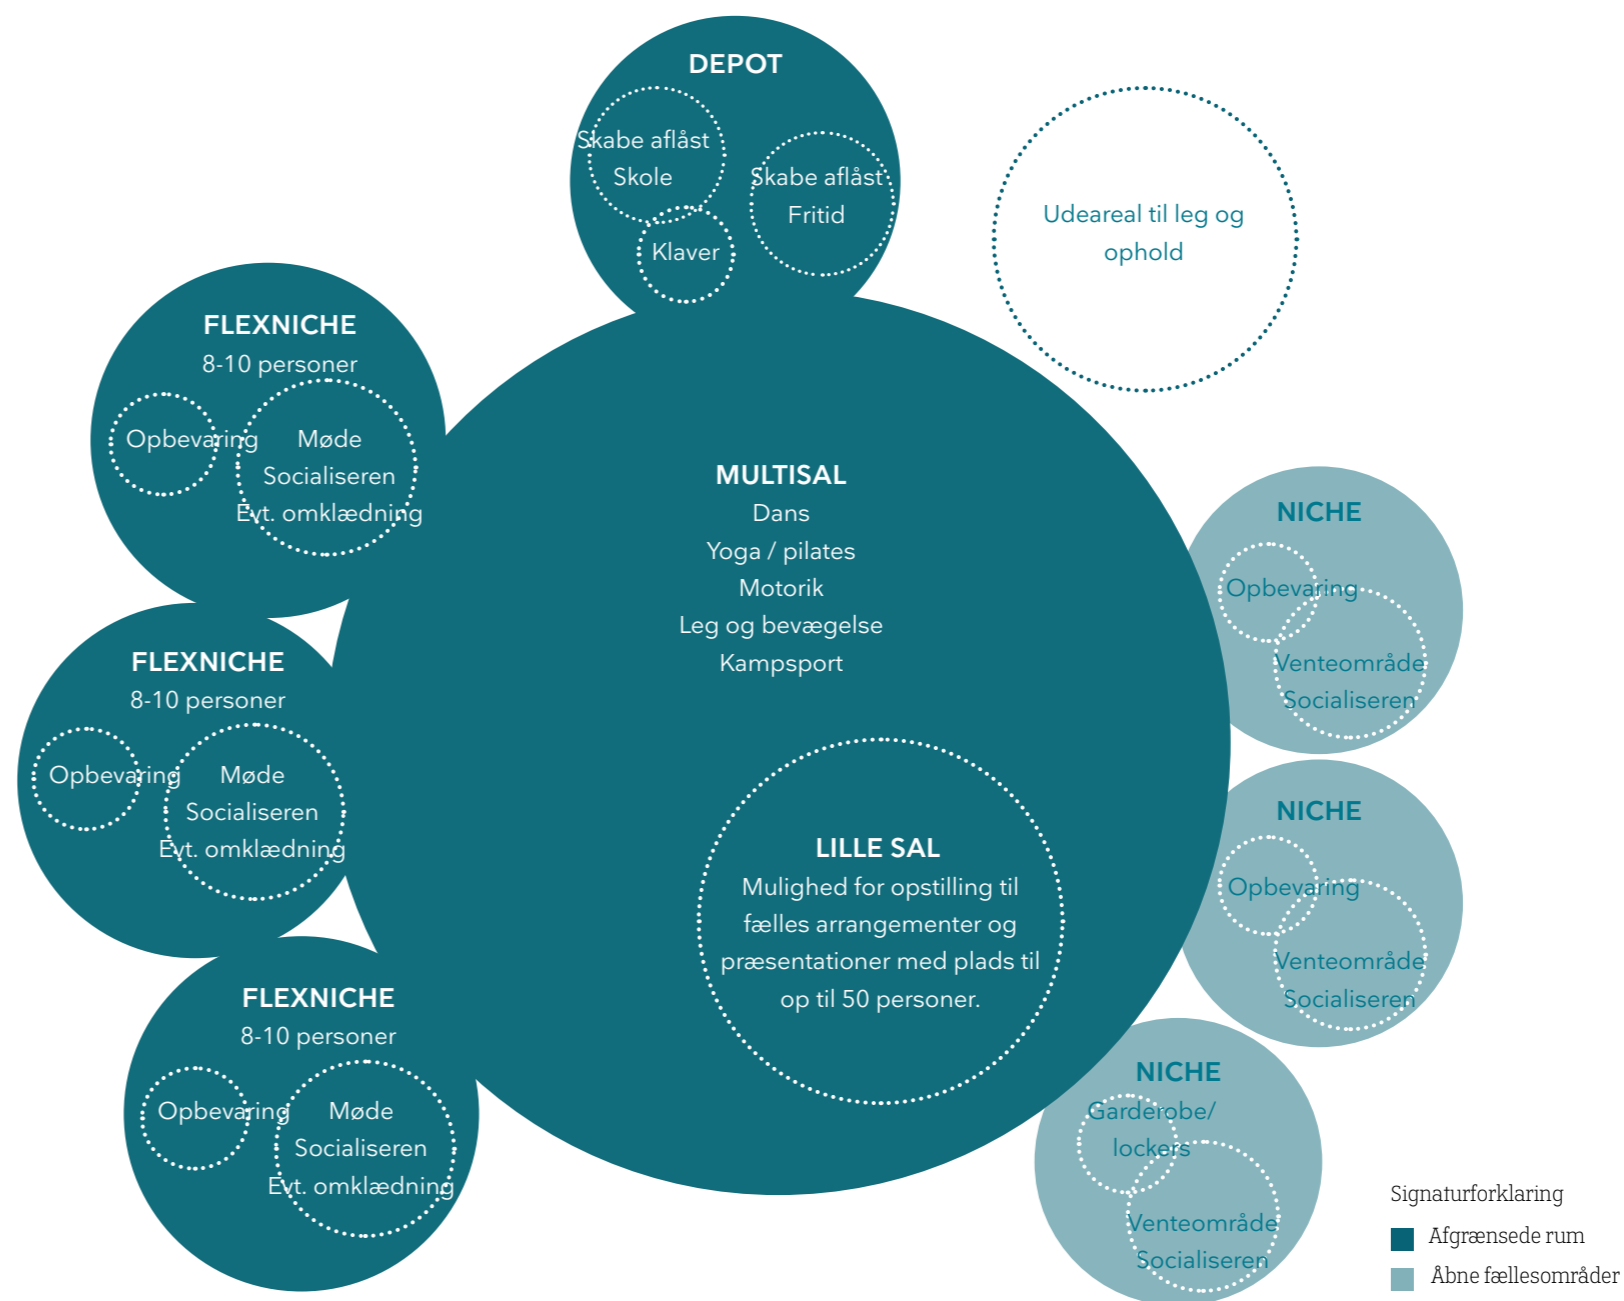 DEPOT
Skabe aflåst
Skole
Skabe aflåst
Fritid
Klaver
Udeareal til leg og
ophold
FLEXNICHE
8-10 personer
Opbevaring
Møde
Socialiseren
Evt. omklædning
FLEXNICHE
8-10 personer
Opbevaring
Møde
Socialiseren
Evt. omklædning
FLEXNICHE
8-10 personer
Opbevaring
Møde
Socialiseren
Evt. omklædning
MULTISAL
Dans
Yoga / pilates
Motorik
Leg og bevægelse
Kampsport
LILLE SAL
Mulighed for opstilling til
fælles arrangementer og
præsentationer med plads til
op til 50 personer.
NICHE
Opbevaring
Venteområde
Socialiseren
NICHE
Opbevaring
Venteområde
Socialiseren
NICHE
Garderobe/
lockers
Venteområde
Socialiseren
Signaturforklaring
Afgrænsede rum
Åbne fællesområder